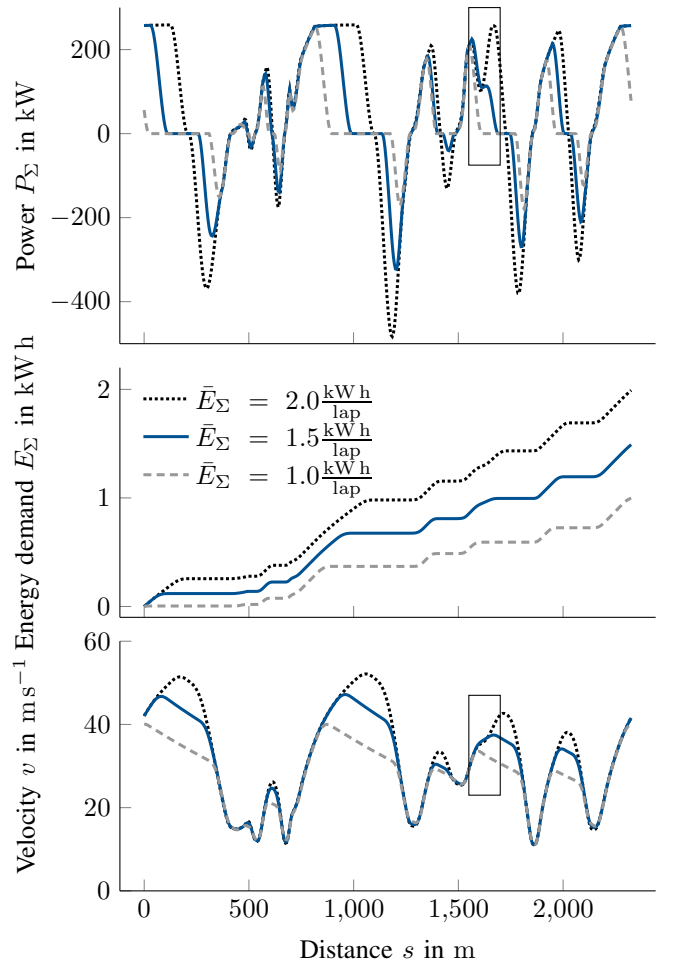 Power P_Σ in kW
200
0
−200
−400
Energy demand E_Σ in kW h
2
1
0
Ē_Σ = 2.0 kW h/lap
Ē_Σ = 1.5 kW h/lap
Ē_Σ = 1.0 kW h/lap
Velocity v in m s⁻¹
60
40
20
0
0
500
1,000
1,500
2,000
Distance s in m